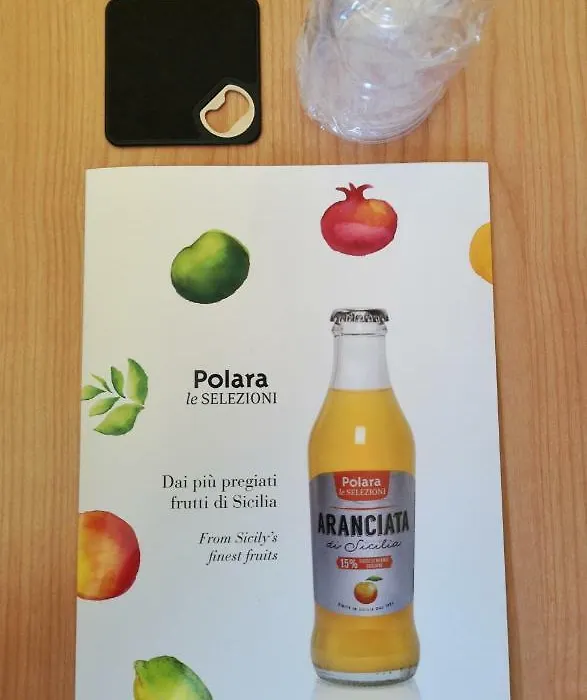 Polara
le SELEZIONI
Dai più pregiati
frutti di Sicilia
From Sicily's
finest fruits
Polara
le SELEZIONI
ARANCIATA
di Sicilia
15%